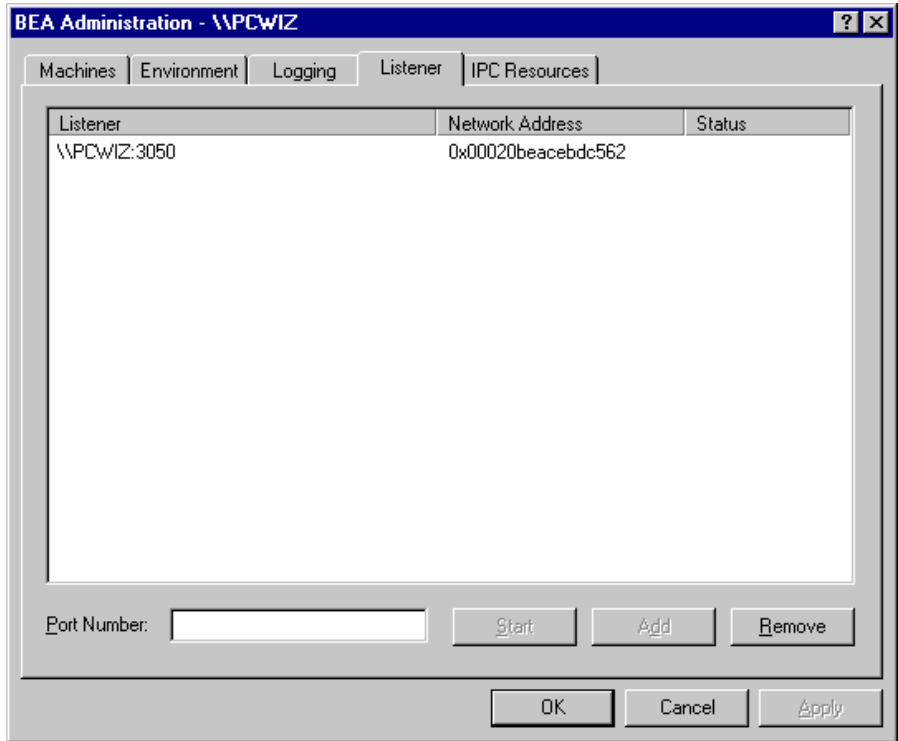 BEA Administration - \\PCWIZ
Machines Environment Logging Listener IPC Resources
Listener Network Address Status
\\PCWIZ:3050 0x00020beacebdc562
Port Number: Start Add Remove
OK Cancel Apply